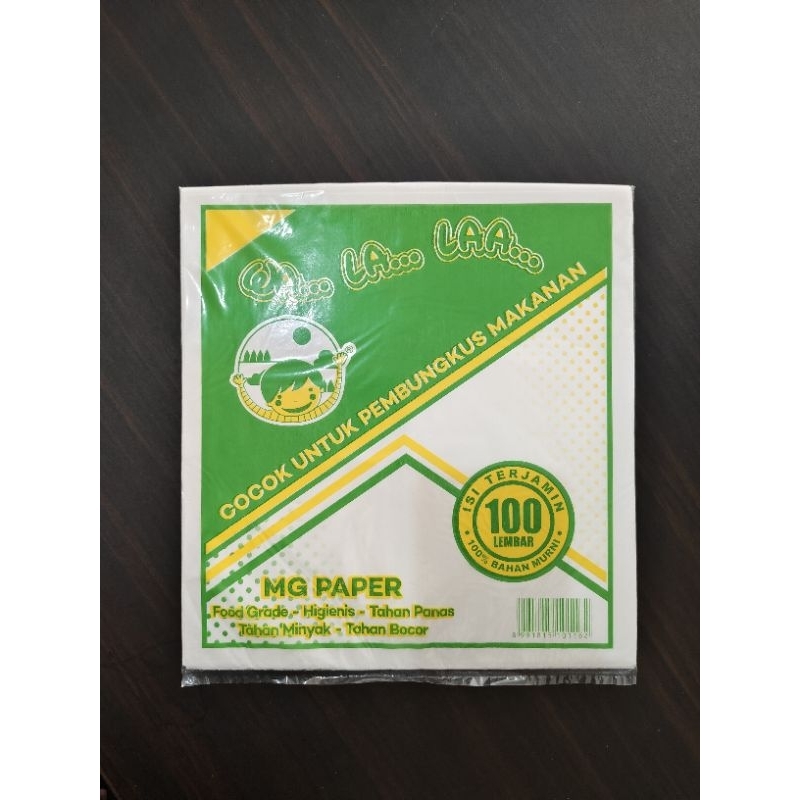 LA... LAA...
COCOK UNTUK PEMBUNGKUS MAKANAN
ISI TERJAMIN
100
LEMBAR
100% BAHAN MURNI
MG PAPER
Food Grade - Higienis - Tahan Panas
Tahan Minyak - Tahan Bocor